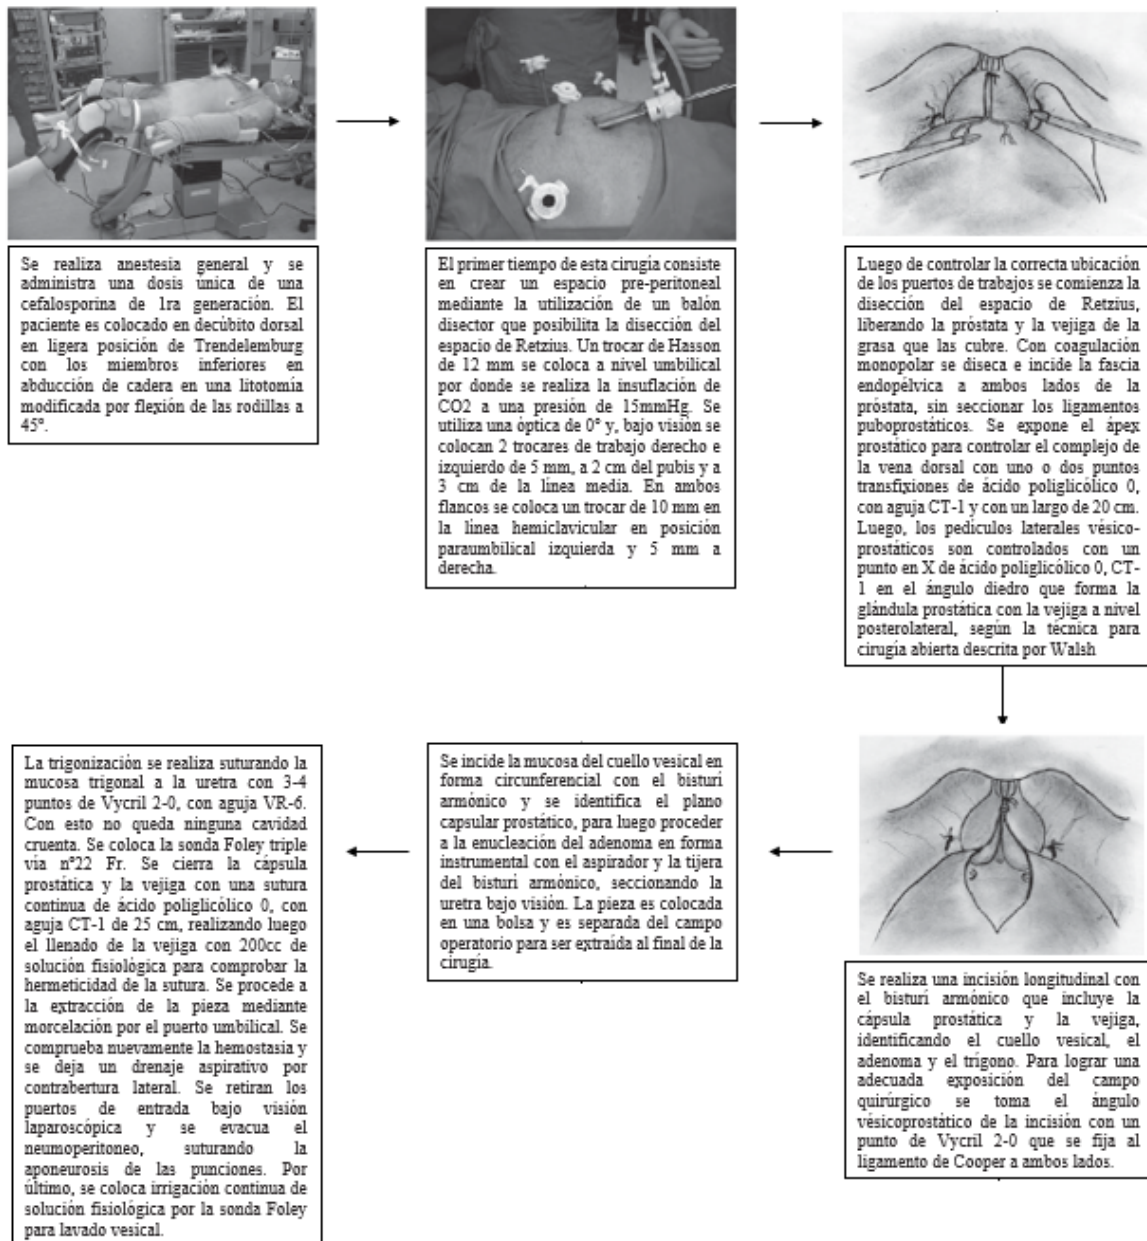 Se realiza anestesia general y se
administra una dosis única de una
cefalosporina de 1ra generación. El
paciente es colocado en decúbito dorsal
en ligera posición de Trendelemburg
con los miembros inferiores en
abducción de cadera en una litotomía
modificada por flexión de las rodillas a
45°.
El primer tiempo de esta cirugía consiste
en crear un espacio pre-peritoneal
mediante la utilización de un balón
disector que posibilita la disección del
espacio de Retzius. Un trocar de Hasson
de 12 mm se coloca a nivel umbilical
por donde se realiza la insuflación de
CO2 a una presión de 15mmHg. Se
utiliza una óptica de 0° y, bajo visión se
colocan 2 trocares de trabajo derecho e
izquierdo de 5 mm, a 2 cm del pubis y a
3 cm de la línea media. En ambos
flancos se coloca un trocar de 10 mm en
la línea hemiclavicular en posición
paraumbilical izquierda y 5 mm a
derecha.
Luego de controlar la correcta ubicación
de los puertos de trabajos se comienza la
disección del espacio de Retzius,
liberando la próstata y la vejiga de la
grasa que las cubre. Con coagulación
monopolar se diseca e incide la fascia
endopélvica a ambos lados de la
próstata, sin seccionar los ligamentos
puboprostáticos. Se expone el ápex
prostático para controlar el complejo de
la vena dorsal con uno o dos puntos
transfixiones de ácido poliglicólico 0,
con aguja CT-1 y con un largo de 20 cm.
Luego, los pedículos laterales vésico-
prostáticos son controlados con un
punto en X de ácido poliglicólico 0, CT-
1 en el ángulo diedro que forma la
glándula prostática con la vejiga a nivel
posterolateral, según la técnica para
cirugía abierta descrita por Walsh
Se realiza una incisión longitudinal con
el bisturí armónico que incluye la
cápsula prostática y la vejiga,
identificando el cuello vesical, el
adenoma y el trígono. Para lograr una
adecuada exposición del campo
quirúrgico se toma el ángulo
vésicoprostático de la incisión con un
punto de Vycril 2-0 que se fija al
ligamento de Cooper a ambos lados.
Se incide la mucosa del cuello vesical en
forma circunferencial con el bisturí
armónico y se identifica el plano
capsular prostático, para luego proceder
a la enucleación del adenoma en forma
instrumental con el aspirador y la tijera
del bisturí armónico, seccionando la
uretra bajo visión. La pieza es colocada
en una bolsa y es separada del campo
operatorio para ser extraída al final de la
cirugía.
La trigonización se realiza suturando la
mucosa trigonal a la uretra con 3-4
puntos de Vycril 2-0, con aguja VR-6.
Con esto no queda ninguna cavidad
cruenta. Se coloca la sonda Foley triple
vía n°22 Fr. Se cierra la cápsula
prostática y la vejiga con una sutura
continua de ácido poliglicólico 0, con
aguja CT-1 de 25 cm, realizando luego
el llenado de la vejiga con 200cc de
solución fisiológica para comprobar la
hermeticidad de la sutura. Se procede a
la extracción de la pieza mediante
morcelación por el puerto umbilical. Se
comprueba nuevamente la hemostasia y
se deja un drenaje aspirativo por
contrabertura lateral. Se retiran los
puertos de entrada bajo visión
laparoscópica y se evacua el
neumoperitoneo, suturando la
aponeurosis de las punciones. Por
último, se coloca irrigación continua de
solución fisiológica por la sonda Foley
para lavado vesical.